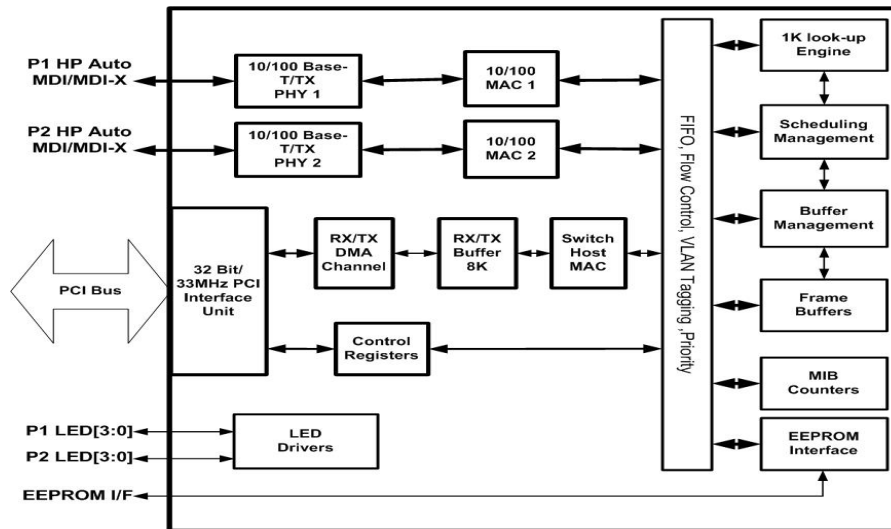 P1 HP Auto
MDI/MDI-X
10/100 Base-
T/TX
PHY 1
10/100
MAC 1
1K look-up
Engine
P2 HP Auto
MDI/MDI-X
10/100 Base-
T/TX
PHY 2
10/100
MAC 2
Scheduling
Management
FIFO, Flow Control, VLAN Tagging ,Priority
PCI Bus
32 Bit/
33MHz PCI
Interface
Unit
RX/TX
DMA
Channel
RX/TX
Buffer
8K
Switch
Host
MAC
Buffer
Management
Frame
Buffers
Control
Registers
MIB
Counters
P1 LED[3:0]
P2 LED[3:0]
LED
Drivers
EEPROM
Interface
EEPROM I/F